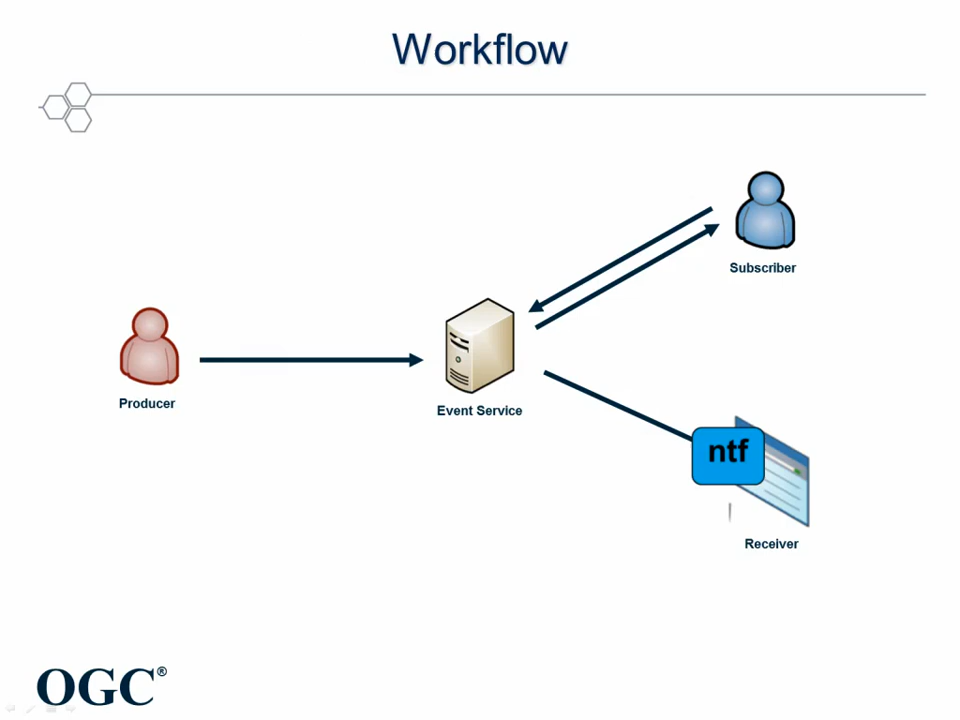 Workflow
Subscriber
Producer
Event Service
ntf
Receiver
OGC®